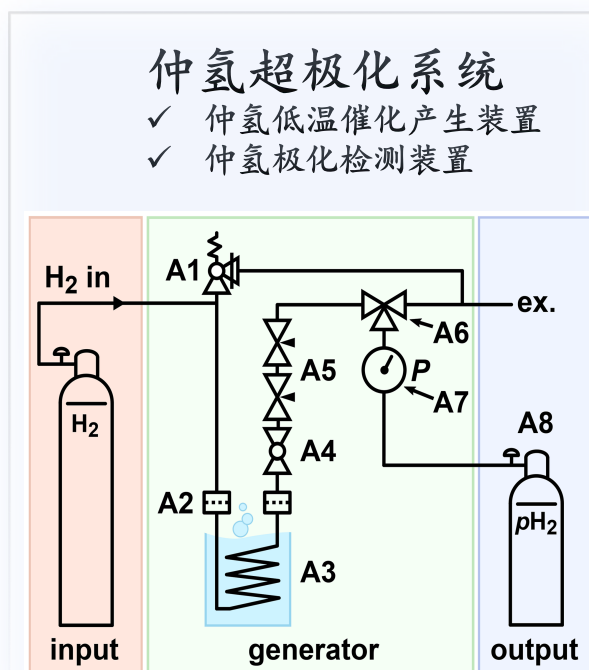 仲氢超极化系统
✓ 仲氢低温催化产生装置
✓ 仲氢极化检测装置
A1
H₂ in
ex.
A6
A5
P
A7
H₂
A8
A4
A2
pH₂
A3
input
generator
output